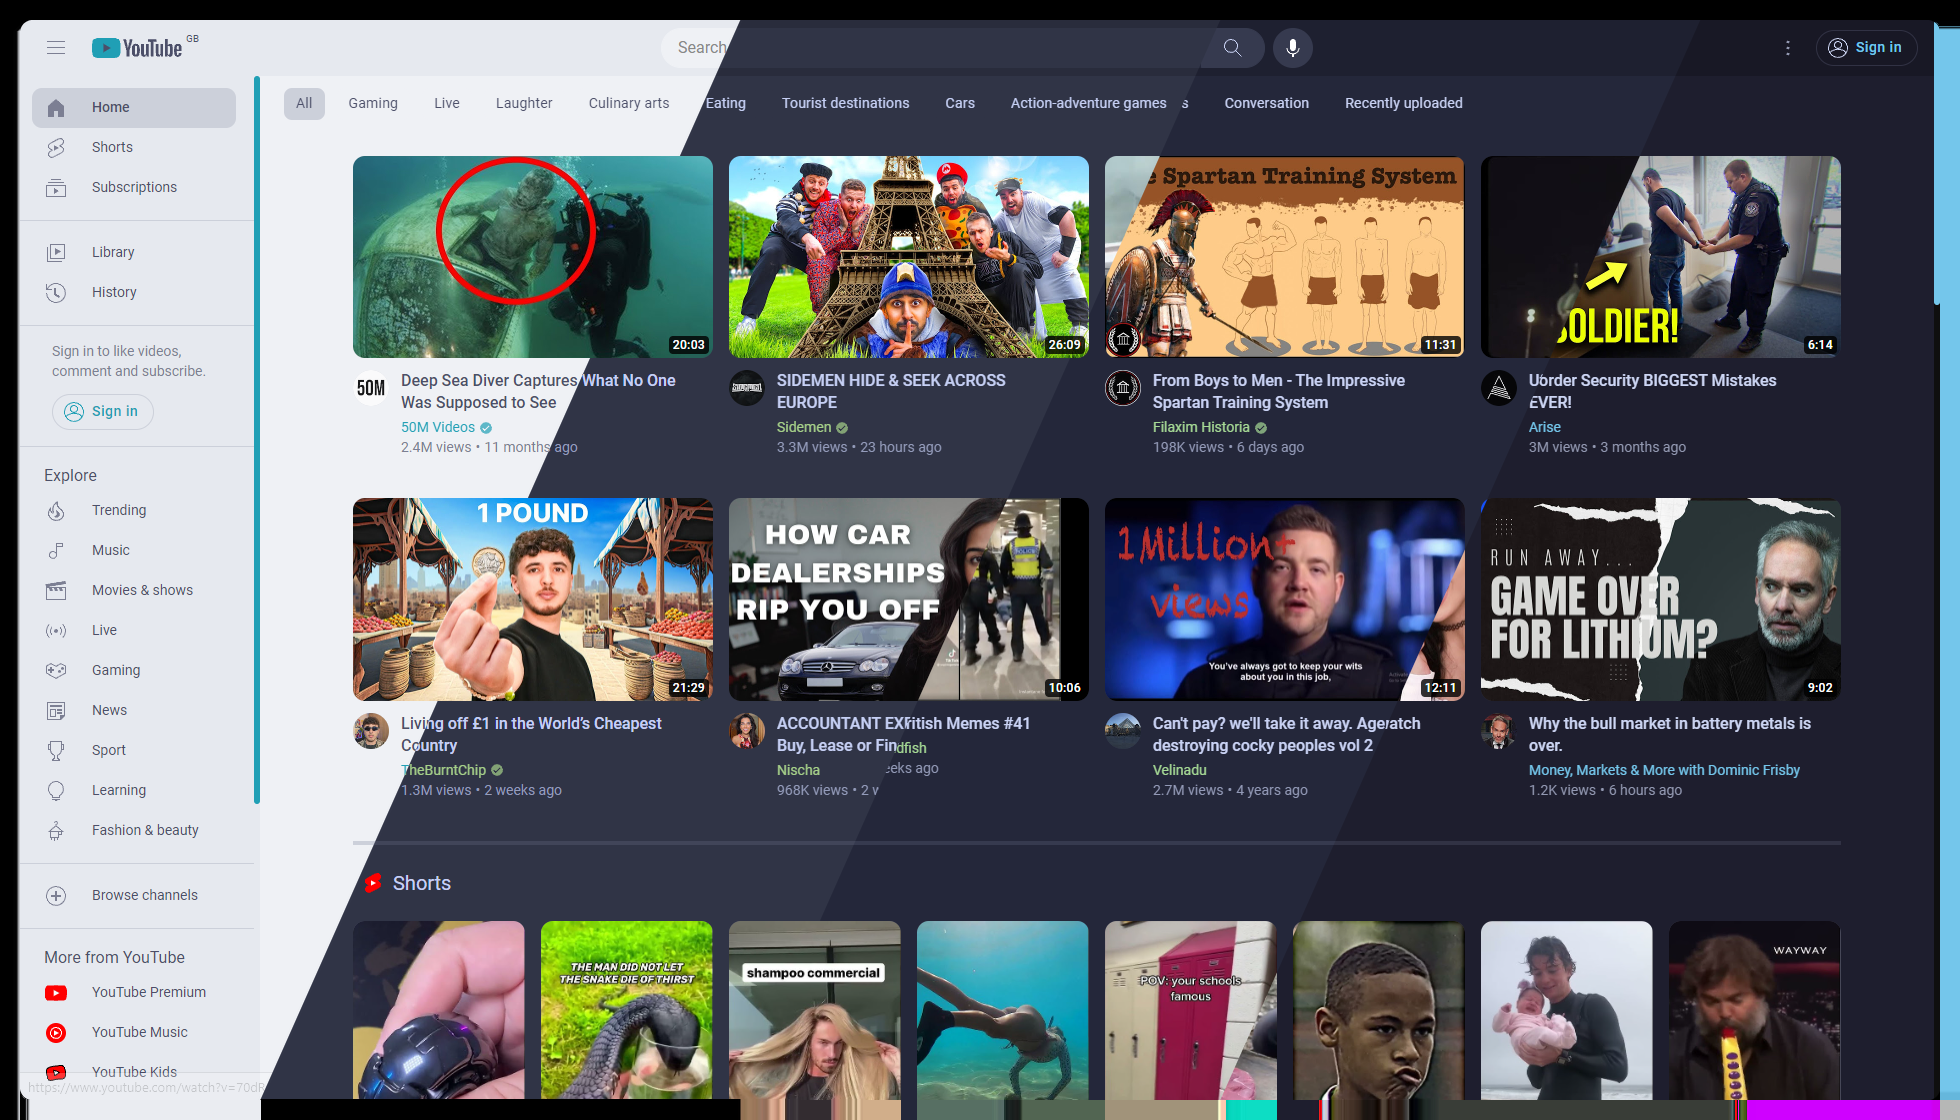 YouTube GB
Search
Sign in
Home
Shorts
Subscriptions
Library
History
Sign in to like videos,
comment and subscribe.
Sign in
Explore
Trending
Music
Movies & shows
Live
Gaming
News
Sport
Learning
Fashion & beauty
Browse channels
More from YouTube
YouTube Premium
YouTube Music
YouTube Kids
https://www.youtube.com/watch?v=70dR
All Gaming Live Laughter Culinary arts Eating Tourist destinations Cars Action-adventure games s Conversation Recently uploaded
20:03
50M
Deep Sea Diver Captures What No One
Was Supposed to See
50M Videos
2.4M views • 11 months ago
26:09
SIDEMEN HIDE & SEEK ACROSS
EUROPE
Sidemen
3.3M views • 23 hours ago
e Spartan Training System
11:31
From Boys to Men - The Impressive
Spartan Training System
Filaxim Historia
198K views • 6 days ago
OLDIER!
6:14
order Security BIGGEST Mistakes
EVER!
Arise
3M views • 3 months ago
1 POUND
21:29
Living off £1 in the World's Cheapest
Country
TheBurntChip
1.3M views • 2 weeks ago
HOW CAR
DEALERSHIPS
RIP YOU OFF
POLICE
10:06
ACCOUNTANT EX ritish Memes #41
Buy, Lease or Fin dfish
Nischa eeks ago
968K views • 2 w
1Million+
views
You've always got to keep your wits
about you in this job,
12:11
Can't pay? we'll take it away. Ageratch
destroying cocky peoples vol 2
Velinadu
2.7M views • 4 years ago
RUN AWAY...
GAME OVER
FOR LITHIUM?
9:02
Why the bull market in battery metals is
over.
Money, Markets & More with Dominic Frisby
1.2K views • 6 hours ago
Shorts
THE MAN DID NOT LET
THE SNAKE DIE OF THIRST
shampoo commercial
POV: your schools
famous
WAYWAY